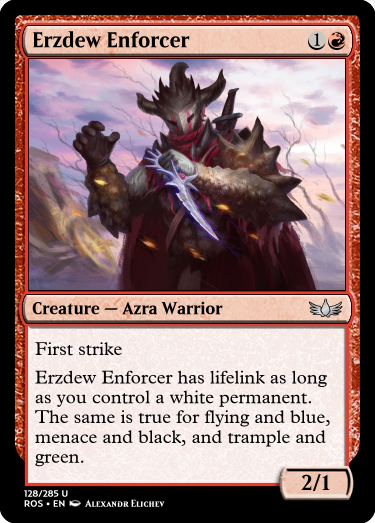 Erzdew Enforcer 1
Creature — Azra Warrior
First strike
Erzdew Enforcer has lifelink as long
as you control a white permanent.
The same is true for flying and blue,
menace and black, and trample and
green.
2/1
128/285 U
ROS • EN Alexandr Elichev